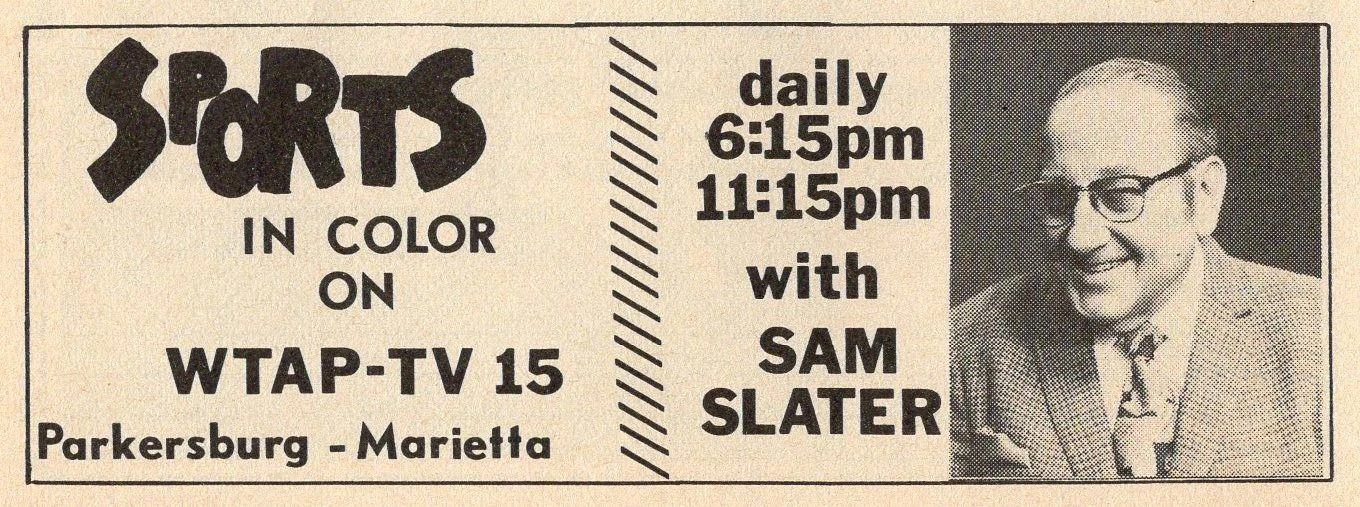 SPORTS
IN COLOR
ON
WTAP-TV 15
Parkersburg - Marietta
daily
6:15pm
11:15pm
with
SAM
SLATER